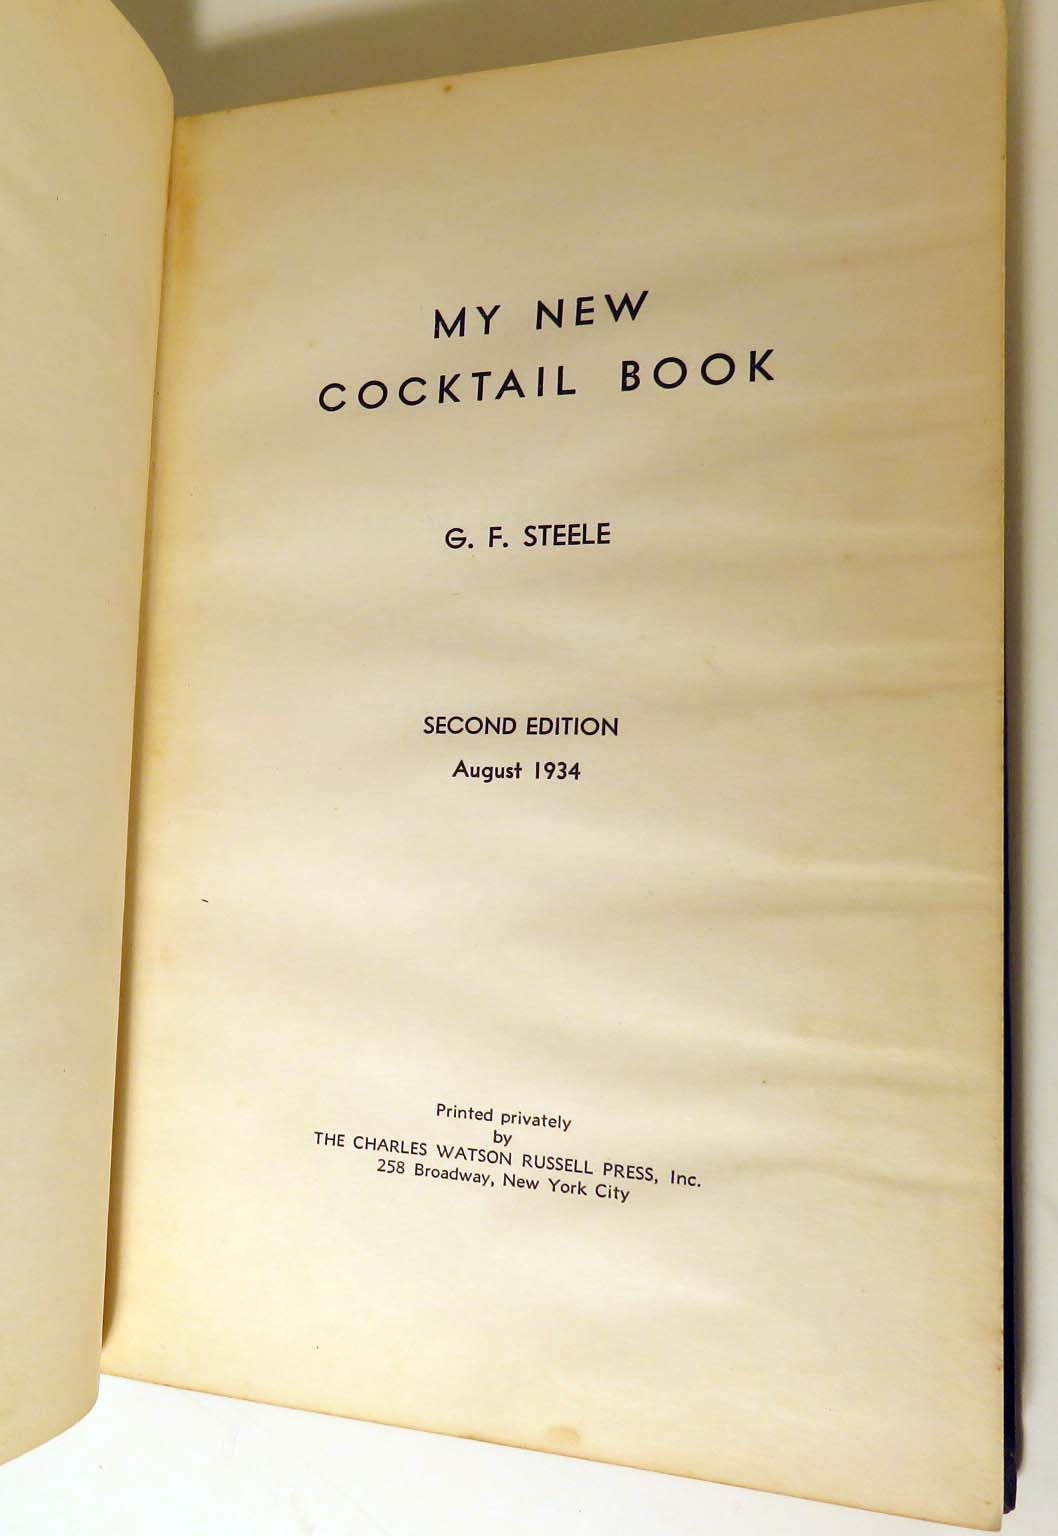 MY NEW
COCKTAIL BOOK
G. F. STEELE
SECOND EDITION
August 1934
Printed privately
by
THE CHARLES WATSON RUSSELL PRESS, Inc.
258 Broadway, New York City